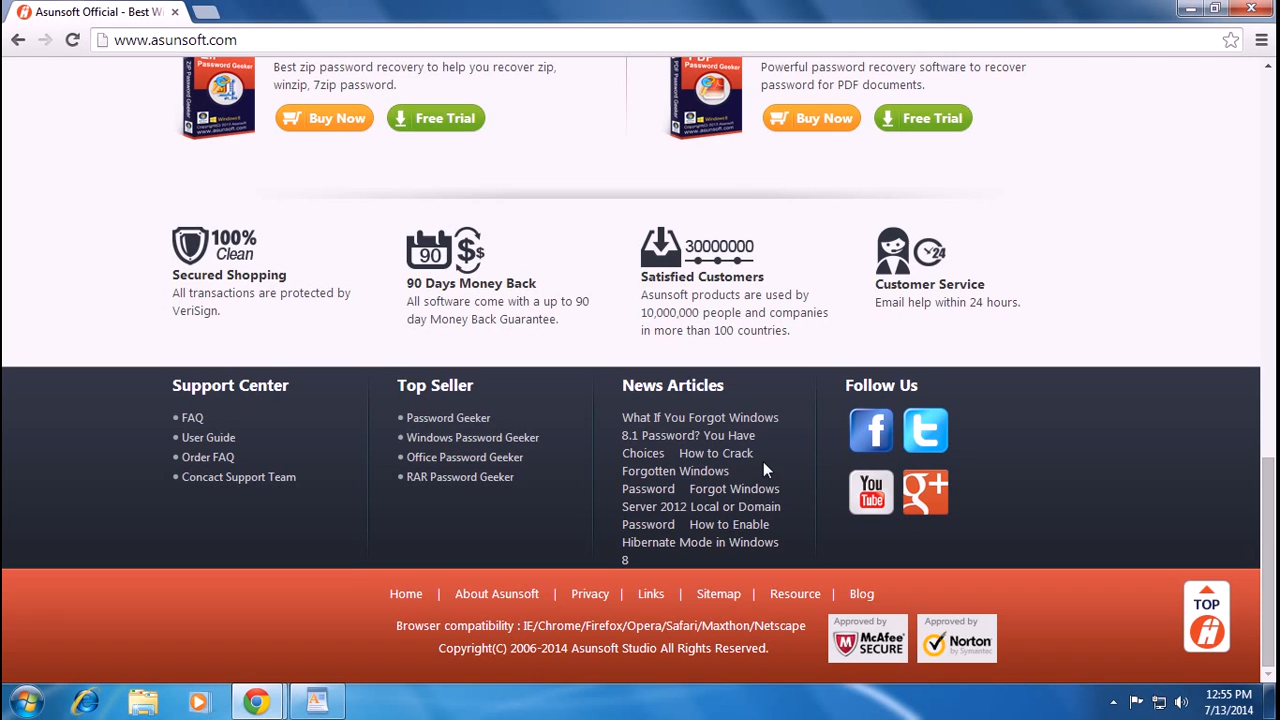 Asunsoft Official - Best Wi
www.asunsoft.com
Password Geeker
Best zip password recovery to help you recover zip,
winzip, 7zip password.
Buy Now
Free Trial
Password Geeker
Powerful password recovery software to recover
password for PDF documents.
Buy Now
Free Trial
100%
Clean
Secured Shopping
All transactions are protected by
VeriSign.
90
$
$
90 Days Money Back
All software come with a up to 90
day Money Back Guarantee.
30000000
Satisfied Customers
Asunsoft products are used by
10,000,000 people and companies
in more than 100 countries.
24
Customer Service
Email help within 24 hours.
Support Center
FAQ
User Guide
Order FAQ
Concact Support Team
Top Seller
Password Geeker
Windows Password Geeker
Office Password Geeker
RAR Password Geeker
News Articles
What If You Forgot Windows
8.1 Password? You Have
Choices How to Crack
Forgotten Windows
Password Forgot Windows
Server 2012 Local or Domain
Password How to Enable
Hibernate Mode in Windows
8
Follow Us
f
t
You
Tube
g+
Home | About Asunsoft | Privacy | Links | Sitemap | Resource | Blog
Browser compatibility : IE/Chrome/Firefox/Opera/Safari/Maxthon/Netscape
Copyright(C) 2006-2014 Asunsoft Studio All Rights Reserved.
Approved by
McAfee
SECURE
Approved by
Norton
by Symantec
TOP
12:55 PM
7/13/2014